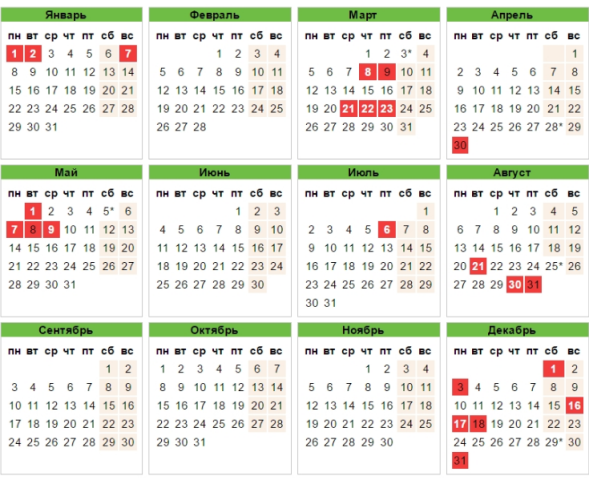 Январь
пн вт ср чт пт сб вс
1 2 3 4 5 6 7
8 9 10 11 12 13 14
15 16 17 18 19 20 21
22 23 24 25 26 27 28
29 30 31
Февраль
пн вт ср чт пт сб вс
1 2 3 4
5 6 7 8 9 10 11
12 13 14 15 16 17 18
19 20 21 22 23 24 25
26 27 28
Март
пн вт ср чт пт сб вс
1 2 3* 4
5 6 7 8 9 10 11
12 13 14 15 16 17 18
19 20 21 22 23 24 25
26 27 28 29 30 31
Апрель
пн вт ср чт пт сб вс
1
2 3 4 5 6 7 8
9 10 11 12 13 14 15
16 17 18 19 20 21 22
23 24 25 26 27 28* 29
30
Май
пн вт ср чт пт сб вс
1 2 3 4 5* 6
7 8 9 10 11 12 13
14 15 16 17 18 19 20
21 22 23 24 25 26 27
28 29 30 31
Июнь
пн вт ср чт пт сб вс
1 2 3
4 5 6 7 8 9 10
11 12 13 14 15 16 17
18 19 20 21 22 23 24
25 26 27 28 29 30
Июль
пн вт ср чт пт сб вс
1
2 3 4 5 6 7 8
9 10 11 12 13 14 15
16 17 18 19 20 21 22
23 24 25 26 27 28 29
30 31
Август
пн вт ср чт пт сб вс
1 2 3 4 5
6 7 8 9 10 11 12
13 14 15 16 17 18 19
20 21 22 23 24 25* 26
27 28 29 30 31
Сентябрь
пн вт ср чт пт сб вс
1 2
3 4 5 6 7 8 9
10 11 12 13 14 15 16
17 18 19 20 21 22 23
24 25 26 27 28 29 30
Октябрь
пн вт ср чт пт сб вс
1 2 3 4 5 6 7
8 9 10 11 12 13 14
15 16 17 18 19 20 21
22 23 24 25 26 27 28
29 30 31
Ноябрь
пн вт ср чт пт сб вс
1 2 3 4
5 6 7 8 9 10 11
12 13 14 15 16 17 18
19 20 21 22 23 24 25
26 27 28 29 30
Декабрь
пн вт ср чт пт сб вс
1 2
3 4 5 6 7 8 9
10 11 12 13 14 15 16
17 18 19 20 21 22 23
24 25 26 27 28 29* 30
31